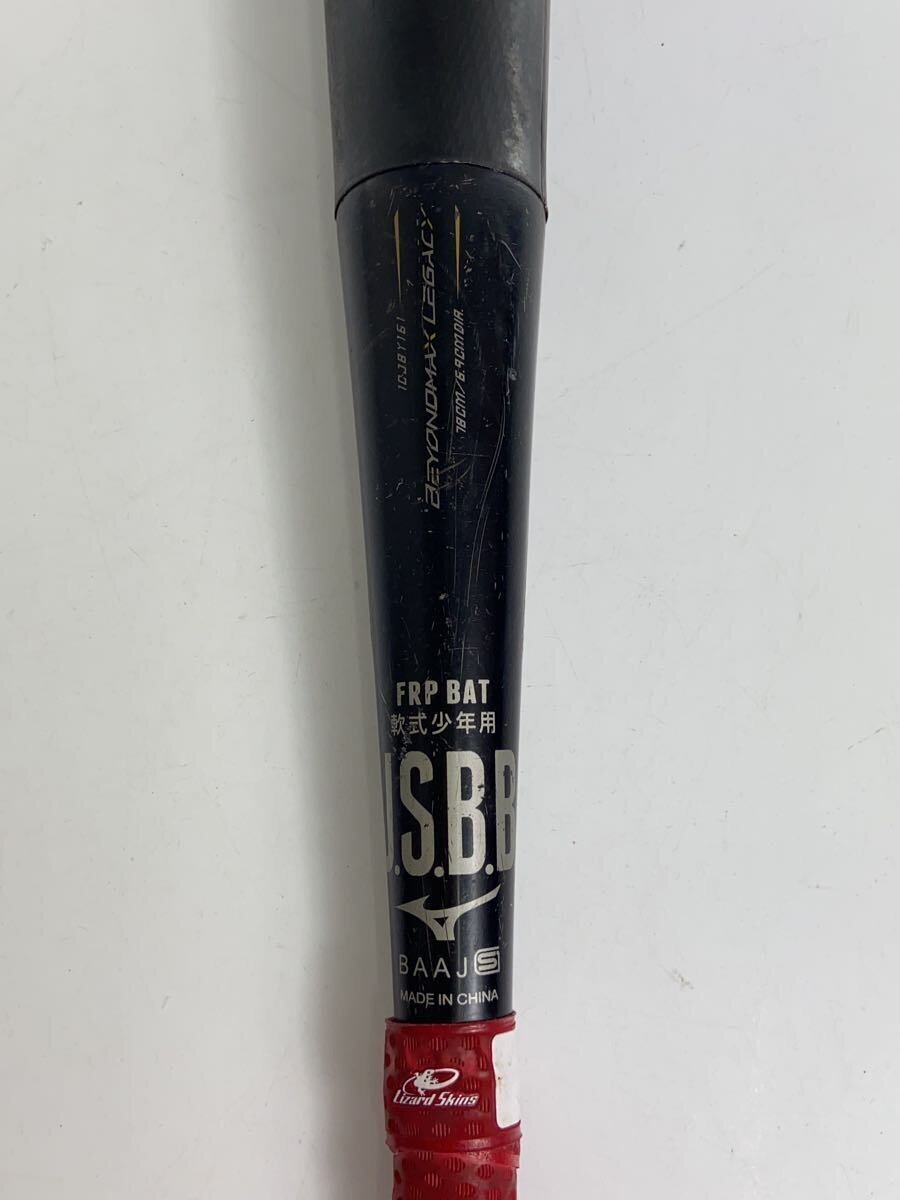 1CJBY161
BEYONDMAX LEGACY
78CM/6.9CMDIA.
FRP BAT
軟式少年用
J.S.B.B
BAAJ S
MADE IN CHINA
Lizard Skins